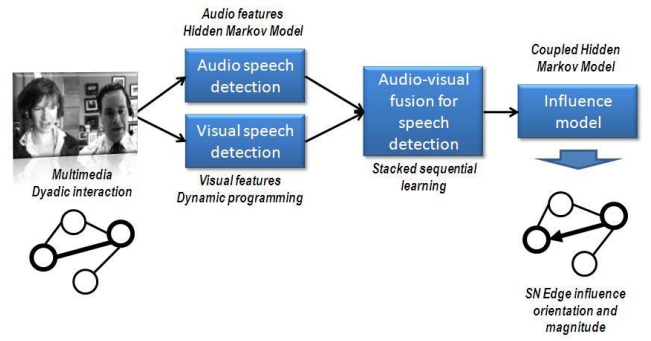 Audio features
Hidden Markov Model
Audio speech
detection
Visual speech
detection
Visual features
Dynamic programming
Multimedia
Dyadic interaction
Audio-visual
fusion for
speech
detection
Stacked sequential
learning
Coupled Hidden
Markov Model
Influence
model
SN Edge influence
orientation and
magnitude